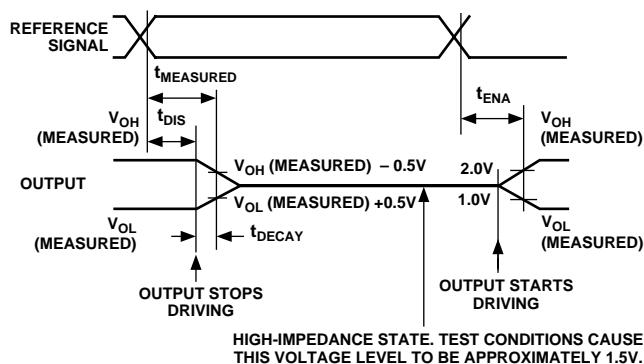 REFERENCE
SIGNAL
tMEASURED
tENA
VOH
(MEASURED)
tDIS
VOH
(MEASURED)
VOH (MEASURED) – 0.5V
2.0V
OUTPUT
VOL (MEASURED) +0.5V
1.0V
VOL
(MEASURED)
tDECAY
VOL
(MEASURED)
OUTPUT STOPS
DRIVING
OUTPUT STARTS
DRIVING
HIGH-IMPEDANCE STATE. TEST CONDITIONS CAUSE
THIS VOLTAGE LEVEL TO BE APPROXIMATELY 1.5V.